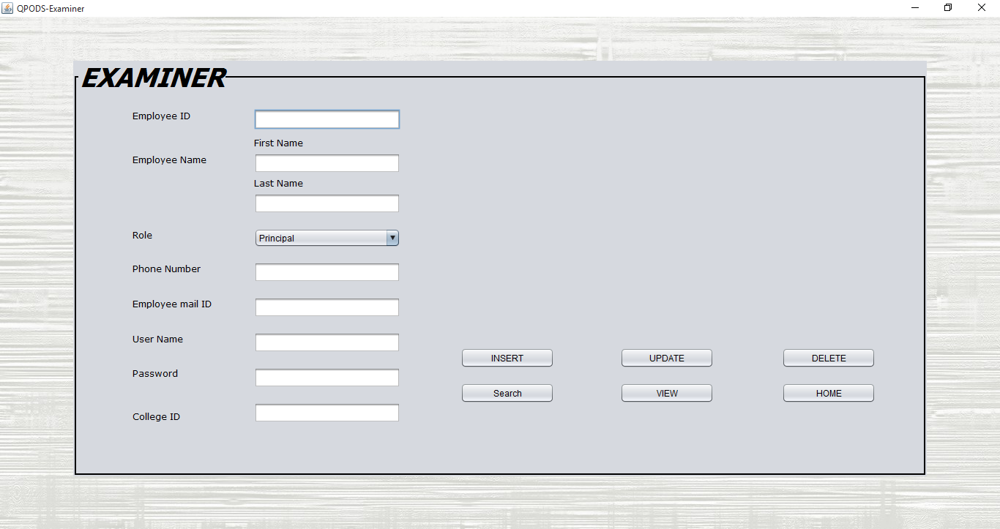 QPODS-Examiner
EXAMINER
Employee ID
First Name
Employee Name
Last Name
Role
Principal
Phone Number
Employee mail ID
User Name
Password
College ID
INSERT UPDATE DELETE
Search VIEW HOME